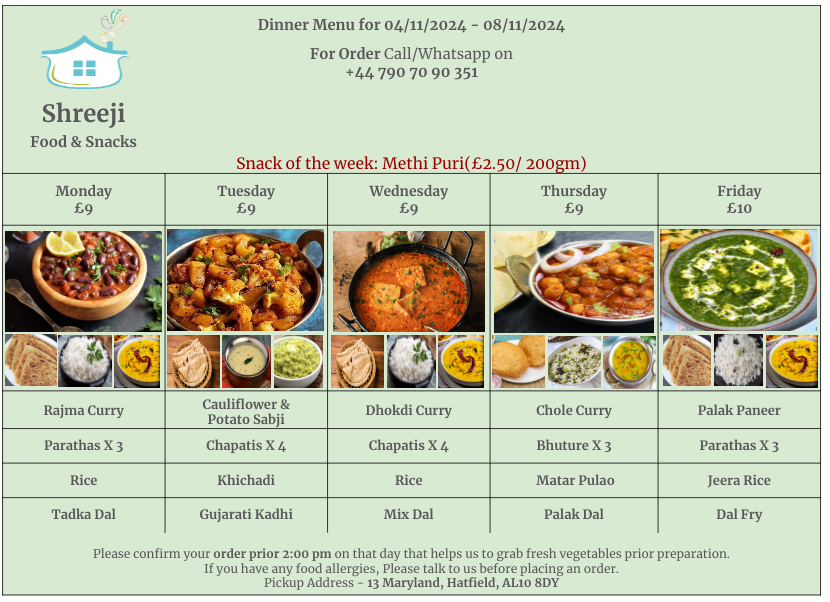 Dinner Menu for 04/11/2024 - 08/11/2024
For Order Call/Whatsapp on
+44 790 70 90 351
Shreeji
Food & Snacks
Snack of the week: Methi Puri(£2.50/ 200gm)
Monday
£9
Tuesday
£9
Wednesday
£9
Thursday
£9
Friday
£10
Rajma Curry
Cauliflower &
Potato Sabji
Dhokdi Curry
Chole Curry
Palak Paneer
Parathas X 3
Chapatis X 4
Chapatis X 4
Bhuture X 3
Parathas X 3
Rice
Khichadi
Rice
Matar Pulao
Jeera Rice
Tadka Dal
Gujarati Kadhi
Mix Dal
Palak Dal
Dal Fry
Please confirm your order prior 2:00 pm on that day that helps us to grab fresh vegetables prior preparation.
If you have any food allergies, Please talk to us before placing an order.
Pickup Address - 13 Maryland, Hatfield, AL10 8DY